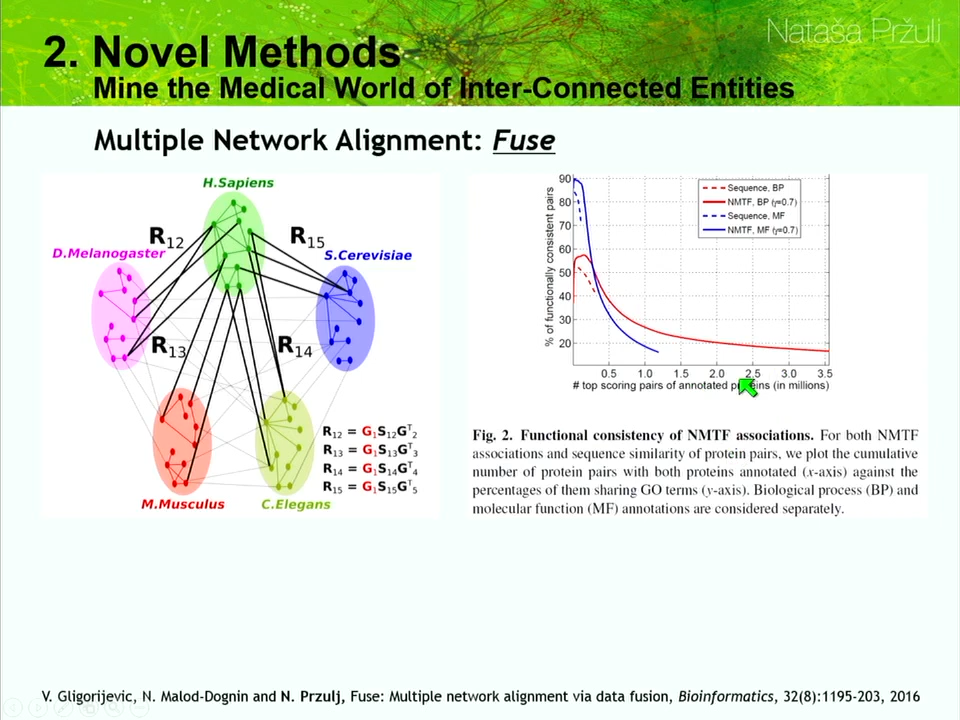 Nataša Pržulj
2. Novel Methods
Mine the Medical World of Inter-Connected Entities
Multiple Network Alignment: Fuse
H.Sapiens
R12
R15
D.Melanogaster
S.Cerevisiae
R13
R14
R12 = G1S12GT2
R13 = G1S13GT3
R14 = G1S14GT4
R15 = G1S15GT5
M.Musculus
C.Elegans
% of functionally consistent pairs
90
80
70
60
50
40
30
20
Sequence, BP
NMTF, BP (γ=0.7)
Sequence, MF
NMTF, MF (γ=0.7)
0.5 1.0 1.5 2.0 2.5 3.0 3.5
# top scoring pairs of annotated proteins (in millions)
Fig. 2. Functional consistency of NMTF associations. For both NMTF
associations and sequence similarity of protein pairs, we plot the cumulative
number of protein pairs with both proteins annotated (x-axis) against the
percentages of them sharing GO terms (y-axis). Biological process (BP) and
molecular function (MF) annotations are considered separately.
V. Gligorijevic, N. Malod-Dognin and N. Przulj, Fuse: Multiple network alignment via data fusion, Bioinformatics, 32(8):1195-203, 2016